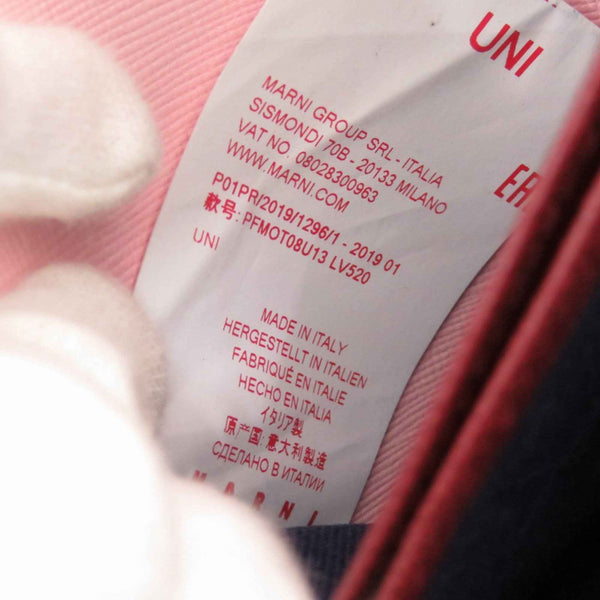 UNI
MARNI GROUP SRL - ITALIA
SISMONDI 70B - 20133 MILANO
VAT NO. 08028300963
WWW.MARNI.COM
P01PR/2019/1296/1 - 2019 01
款号: PFMOT08U13 LV520
UNI
MADE IN ITALY
HERGESTELLT IN ITALIEN
FABRIQUÉ EN ITALIE
HECHO EN ITALIA
イタリア製
原产国:意大利製造
СДЕЛАНО В ИТАЛИИ
MARNI